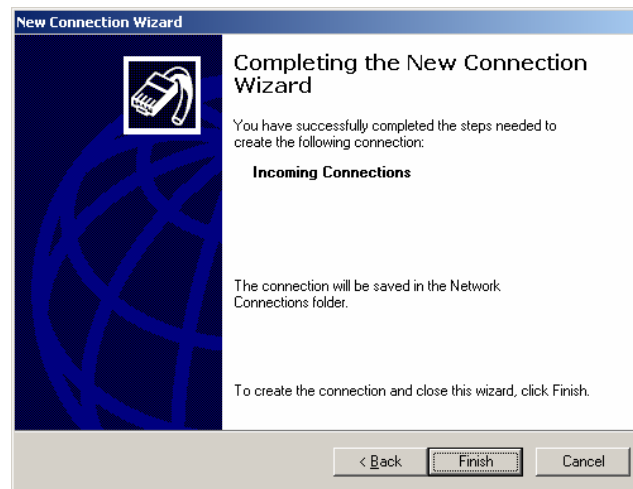 New Connection Wizard
Completing the New Connection
Wizard
You have successfully completed the steps needed to
create the following connection:
Incoming Connections
The connection will be saved in the Network
Connections folder.
To create the connection and close this wizard, click Finish.
< Back
Finish
Cancel